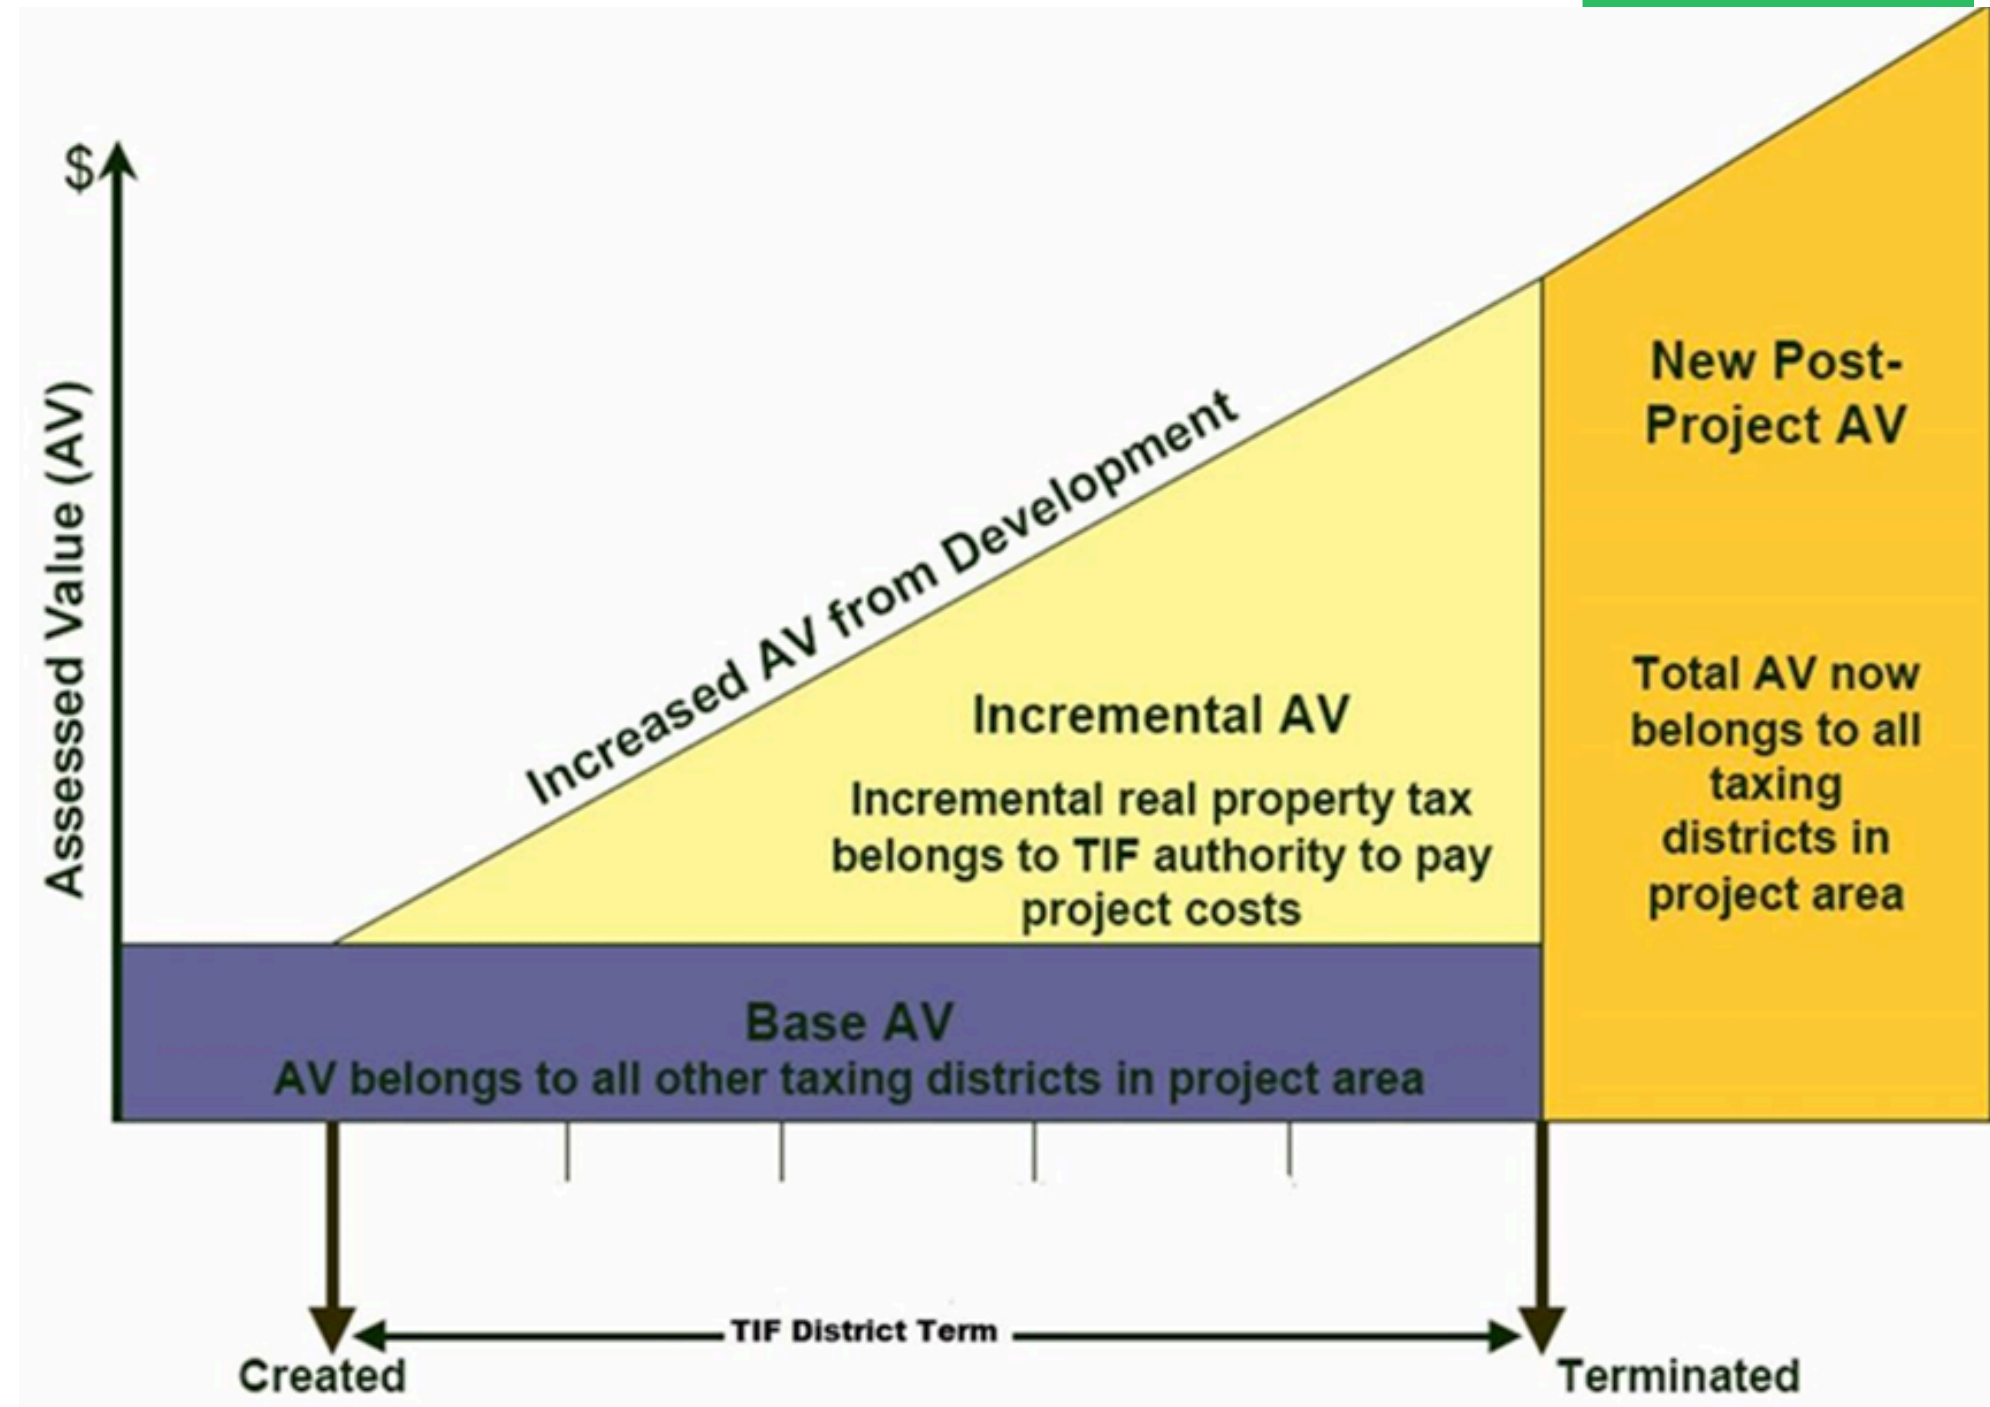 $
Assessed Value (AV)
Increased AV from Development
New Post-
Project AV
Incremental AV
Incremental real property tax
belongs to TIF authority to pay
project costs
Total AV now
belongs to all
taxing
districts in
project area
Base AV
AV belongs to all other taxing districts in project area
TIF District Term
Created
Terminated